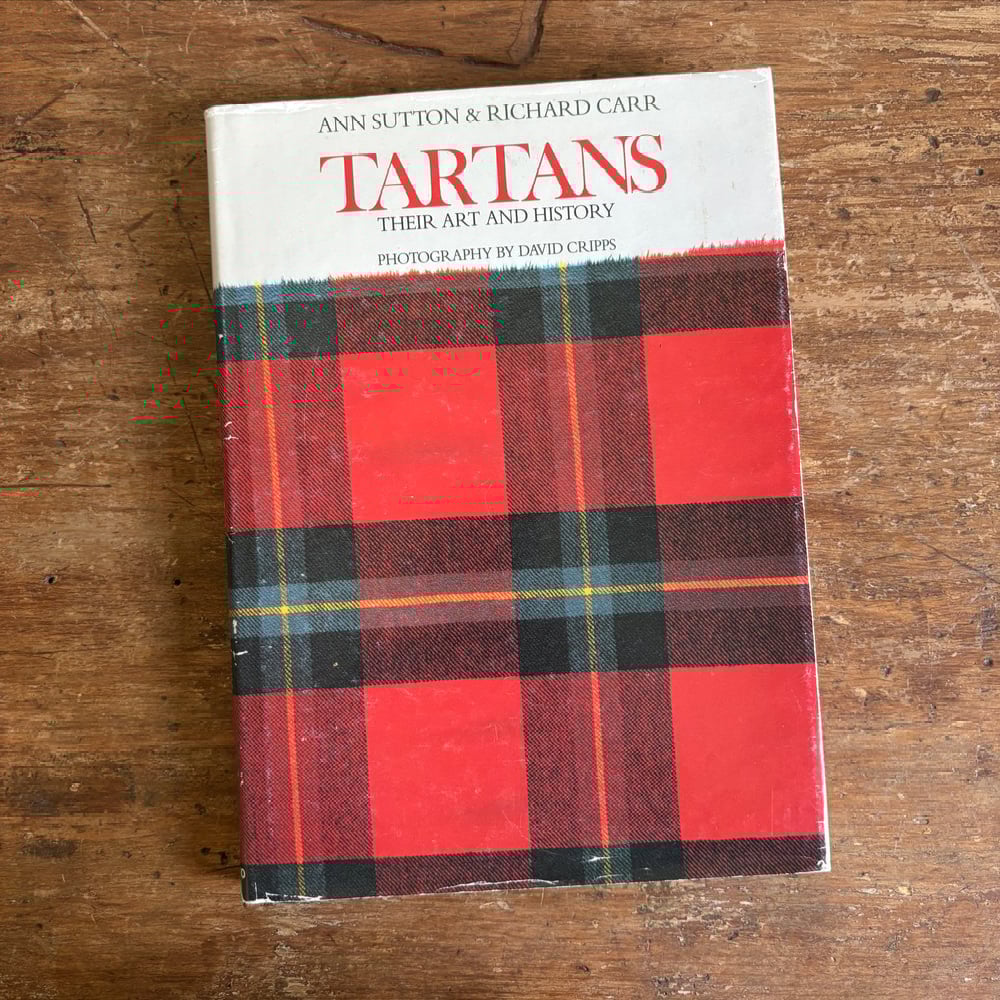 ANN SUTTON & RICHARD CARR
TARTANS
THEIR ART AND HISTORY
PHOTOGRAPHY BY DAVID CRIPPS